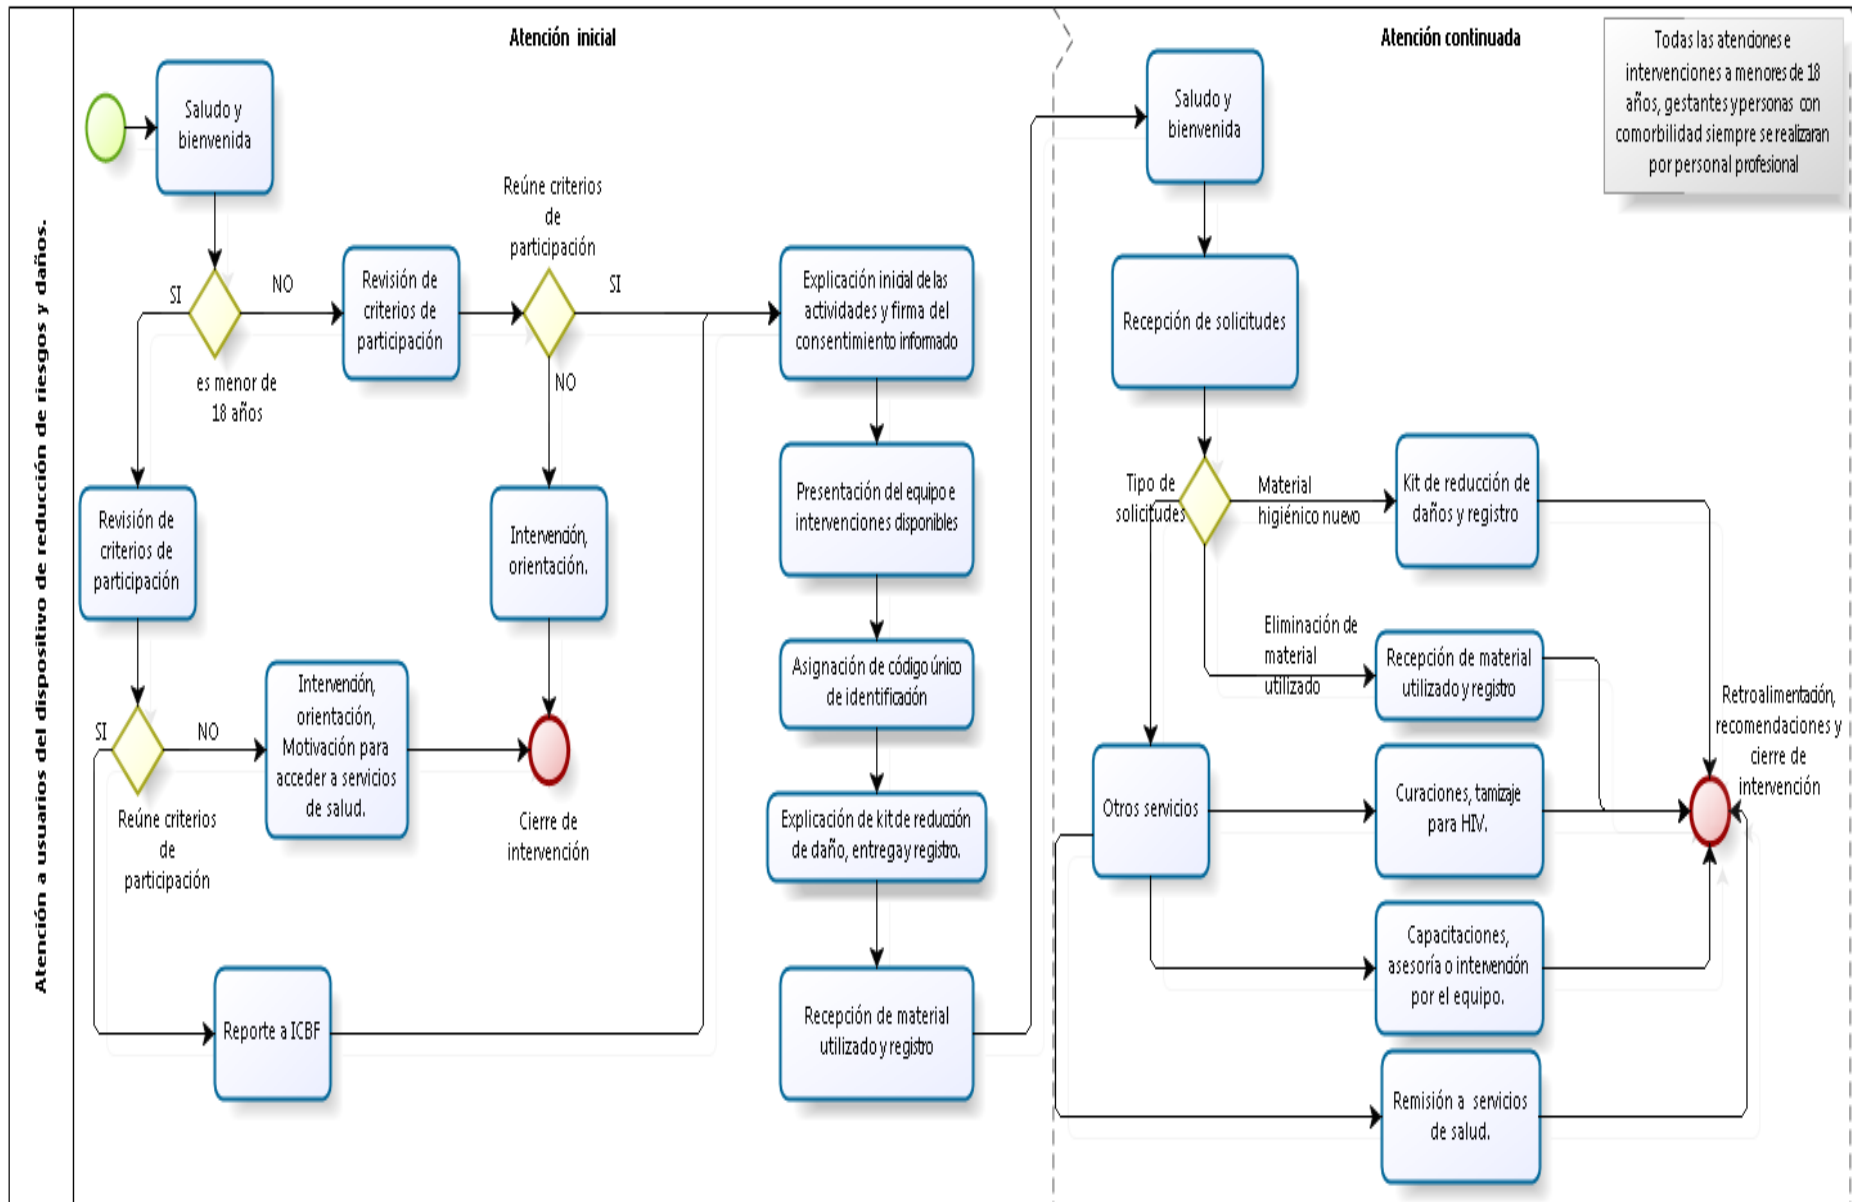 Atención a usuarios del dispositivo de reducción de riesgos y daños.
Atención inicial
Saludo y
bienvenida
SI
NO
es menor de
18 años
Revisión de
criterios de
participación
Reúne criterios
de
participación
SI
NO
Intervención,
orientación.
Cierre de
intervención
Revisión de
criterios de
participación
SI
NO
Reúne criterios
de
participación
Intervención,
orientación,
Motivación para
acceder a servicios
de salud.
Reporte a ICBF
Explicación inicial de las
actividades y firma del
consentimiento informado
Presentación del equipo e
intervenciones disponibles
Asignación de código único
de identificación
Explicación de kit de reducción
de daño, entrega y registro.
Recepción de material
utilizado y registro
Atención continuada
Todas las atenciones e
intervenciones a menores de 18
años, gestantes y personas con
comorbilidad siempre se realizaran
por personal profesional
Saludo y
bienvenida
Recepción de solicitudes
Tipo de
solicitudes
Material
higiénico nuevo
Kit de reducción de
daños y registro
Eliminación de
material
utilizado
Recepción de material
utilizado y registro
Otros servicios
Curaciones, tamizaje
para HIV.
Capacitaciones,
asesoría o intervención
por el equipo.
Remisión a servicios
de salud.
Retroalimentación,
recomendaciones y
cierre de
intervención